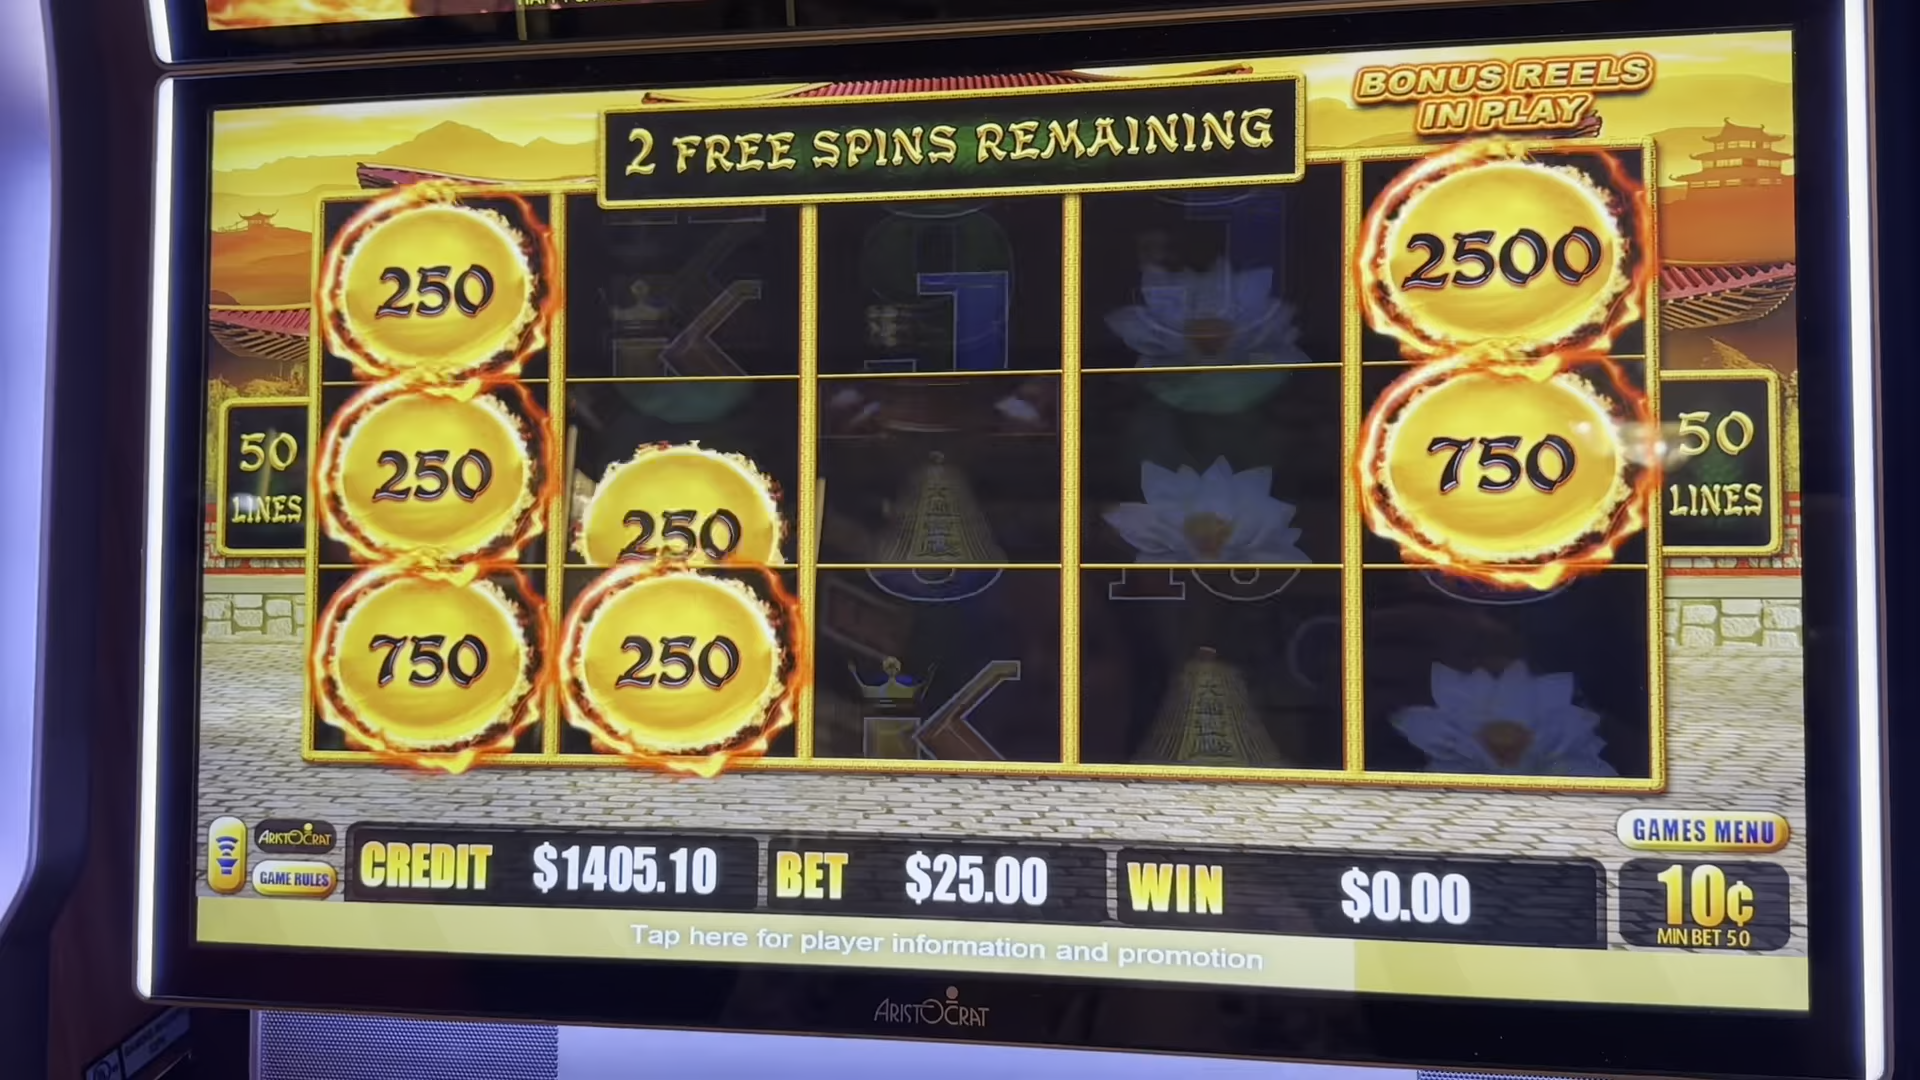 2 FREE SPINS REMAINING
BONUS REELS
IN PLAY
250
2500
250
250
750
750
250
K
K
50
LINES
50
LINES
ARISTOCRAT
GAME RULES
CREDIT $1405.10
BET $25.00
WIN $0.00
GAMES MENU
10¢
MIN BET 50
Tap here for player information and promotion
ARISTOCRAT